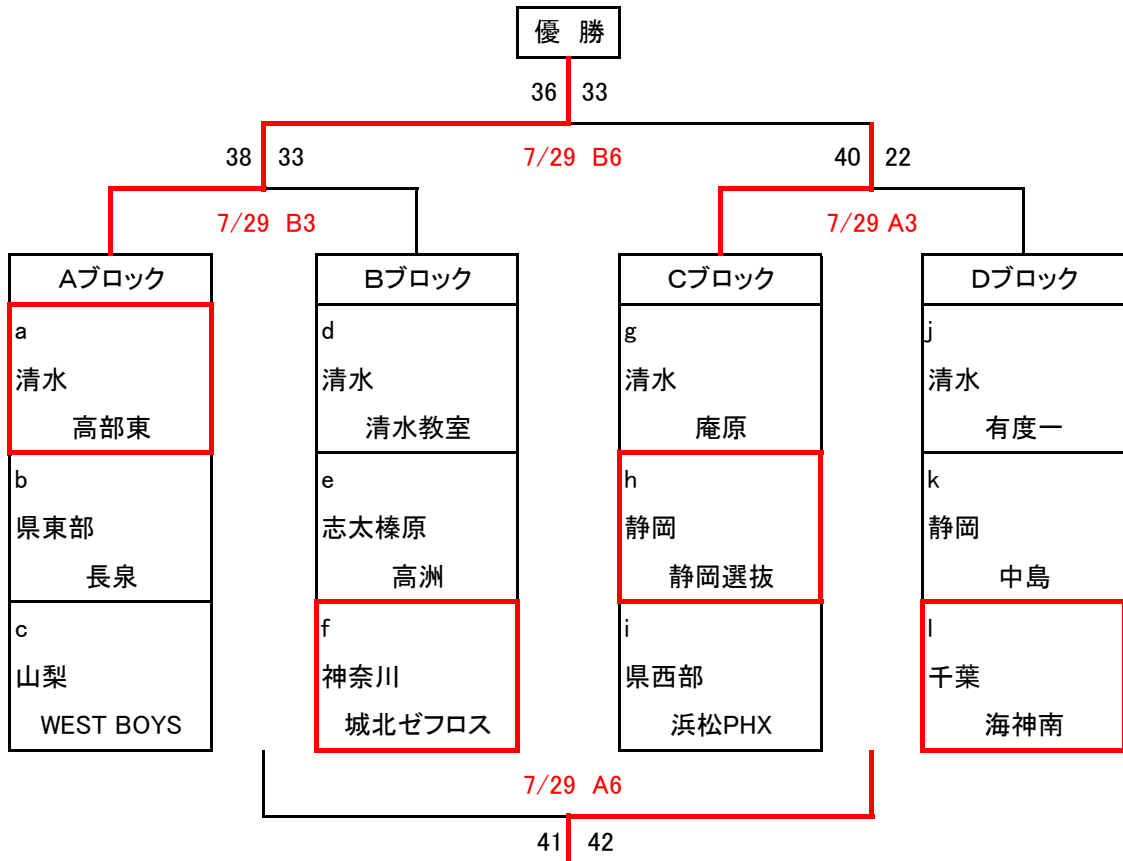 優 勝
36 33
38 33 7/29 B6 40 22
7/29 B3 7/29 A3
Aブロック Bブロック Cブロック Dブロック
a d g j
清水 清水 清水 清水
高部東 清水教室 庵原 有度一
b e h k
県東部 志太榛原 静岡 静岡
長泉 高洲 静岡選抜 中島
c f i l
山梨 神奈川 県西部 千葉
WEST BOYS 城北ゼフロス 浜松PHX 海神南
7/29 A6
41 42